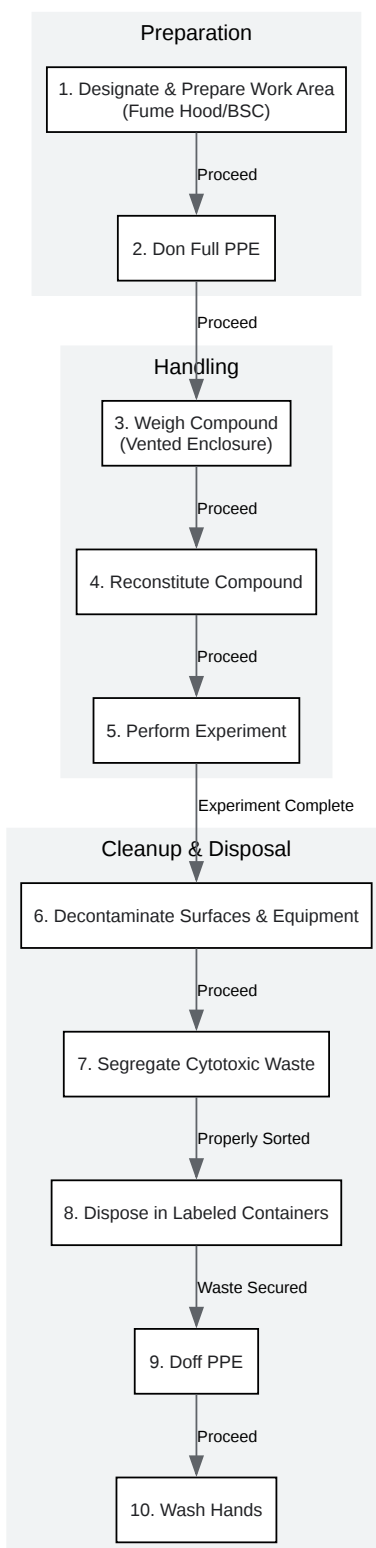 Preparation
1. Designate & Prepare Work Area
(Fume Hood/BSC)
Proceed
2. Don Full PPE
Proceed
Handling
3. Weigh Compound
(Vented Enclosure)
Proceed
4. Reconstitute Compound
Proceed
5. Perform Experiment
Experiment Complete
Cleanup & Disposal
6. Decontaminate Surfaces & Equipment
Proceed
7. Segregate Cytotoxic Waste
Properly Sorted
8. Dispose in Labeled Containers
Waste Secured
9. Doff PPE
Proceed
10. Wash Hands